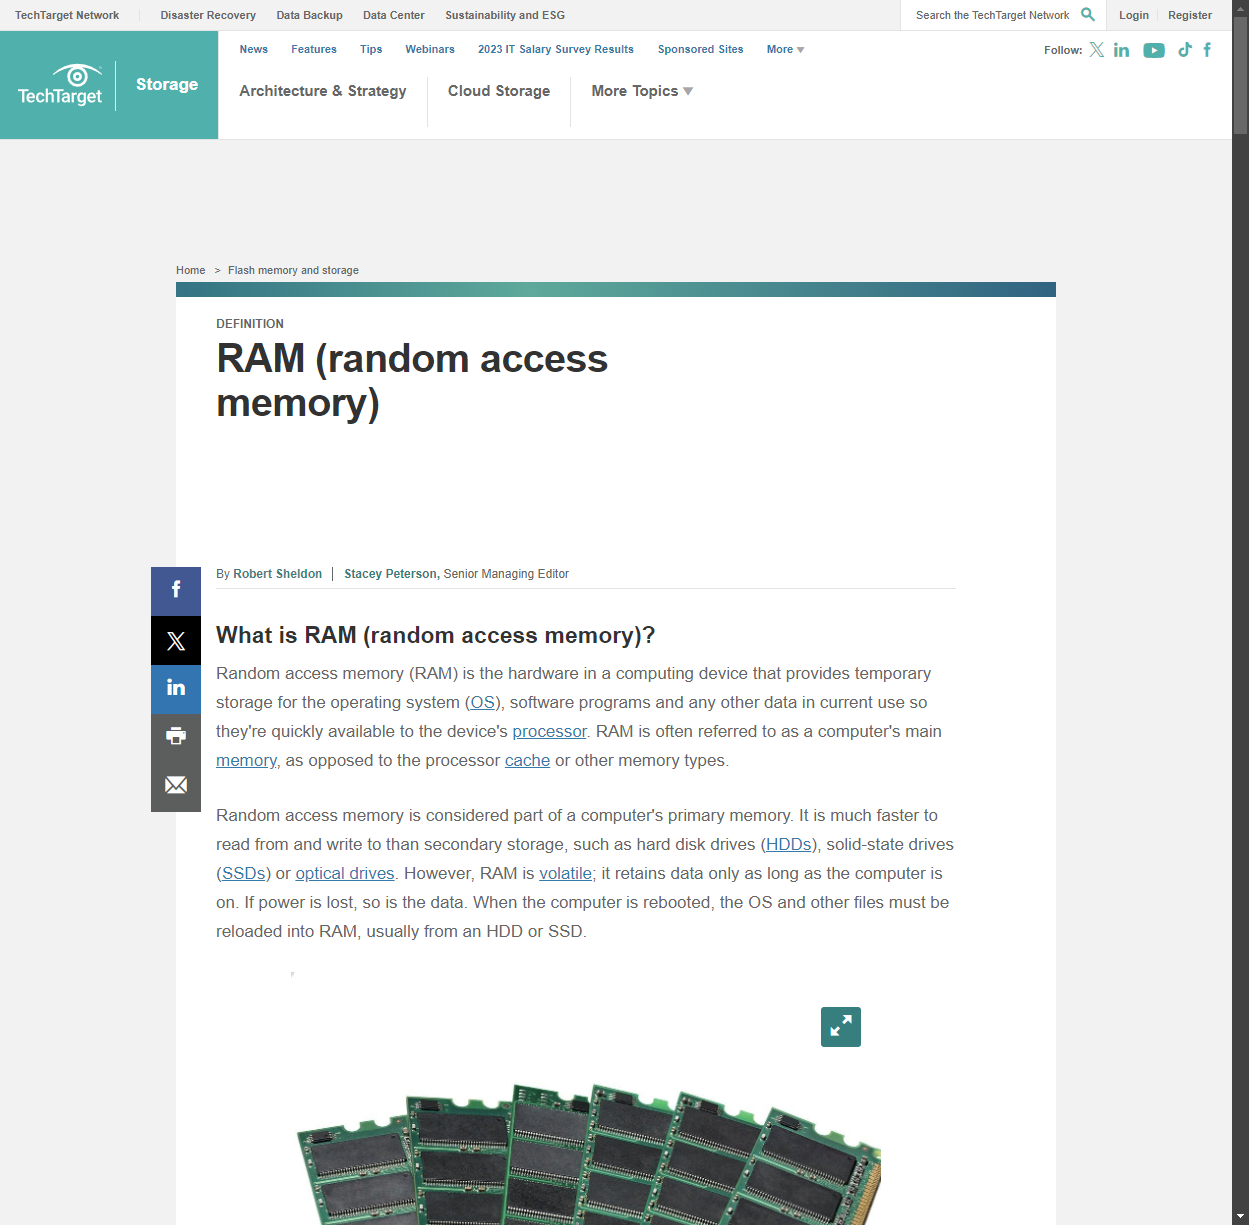 TechTarget Network
Disaster Recovery
Data Backup
Data Center
Sustainability and ESG
Search the TechTarget Network
Login
Register
TechTarget
Storage
News
Features
Tips
Webinars
2023 IT Salary Survey Results
Sponsored Sites
More
Follow:
Architecture & Strategy
Cloud Storage
More Topics
Home > Flash memory and storage
DEFINITION
RAM (random access
memory)
By Robert Sheldon | Stacey Peterson, Senior Managing Editor
What is RAM (random access memory)?
Random access memory (RAM) is the hardware in a computing device that provides temporary
storage for the operating system (OS), software programs and any other data in current use so
they're quickly available to the device's processor. RAM is often referred to as a computer's main
memory, as opposed to the processor cache or other memory types.
Random access memory is considered part of a computer's primary memory. It is much faster to
read from and write to than secondary storage, such as hard disk drives (HDDs), solid-state drives
(SSDs) or optical drives. However, RAM is volatile; it retains data only as long as the computer is
on. If power is lost, so is the data. When the computer is rebooted, the OS and other files must be
reloaded into RAM, usually from an HDD or SSD.